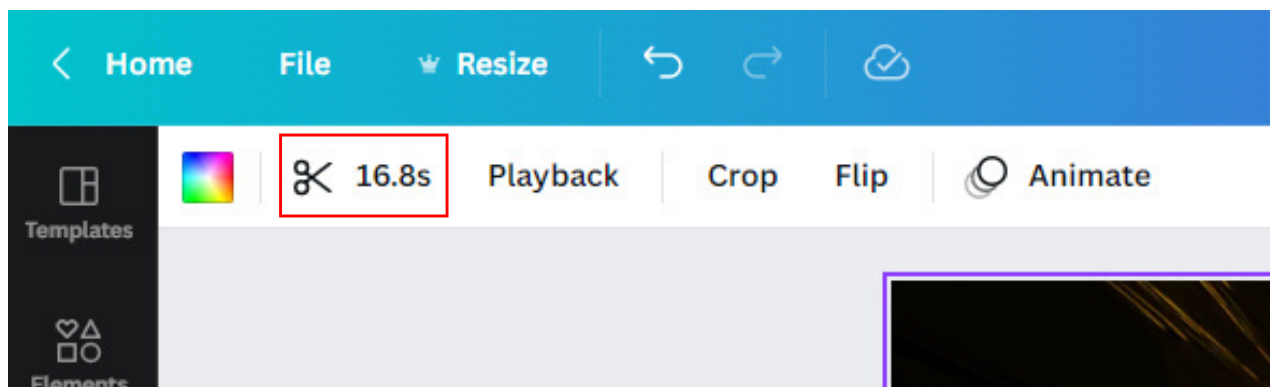 Home File Resize
16.8s Playback Crop Flip Animate
Templates
Elements